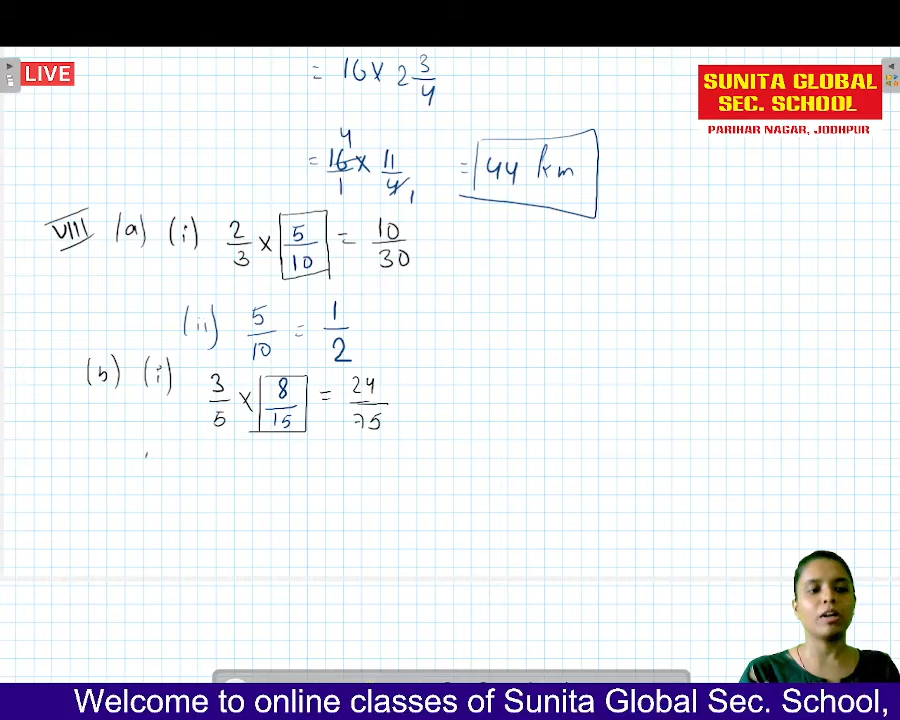 LIVE
= 16 × 2 3/4
SUNITA GLOBAL
SEC. SCHOOL
PARIHAR NAGAR, JODHPUR
4
= 16/1 × 11/4 = 44 km
1
VIII (a) (i) 2/3 × 5/10 = 10/30
(ii) 5/10 = 1/2
(b) (i) 3/5 × 8/15 = 24/75
Welcome to online classes of Sunita Global Sec. School,